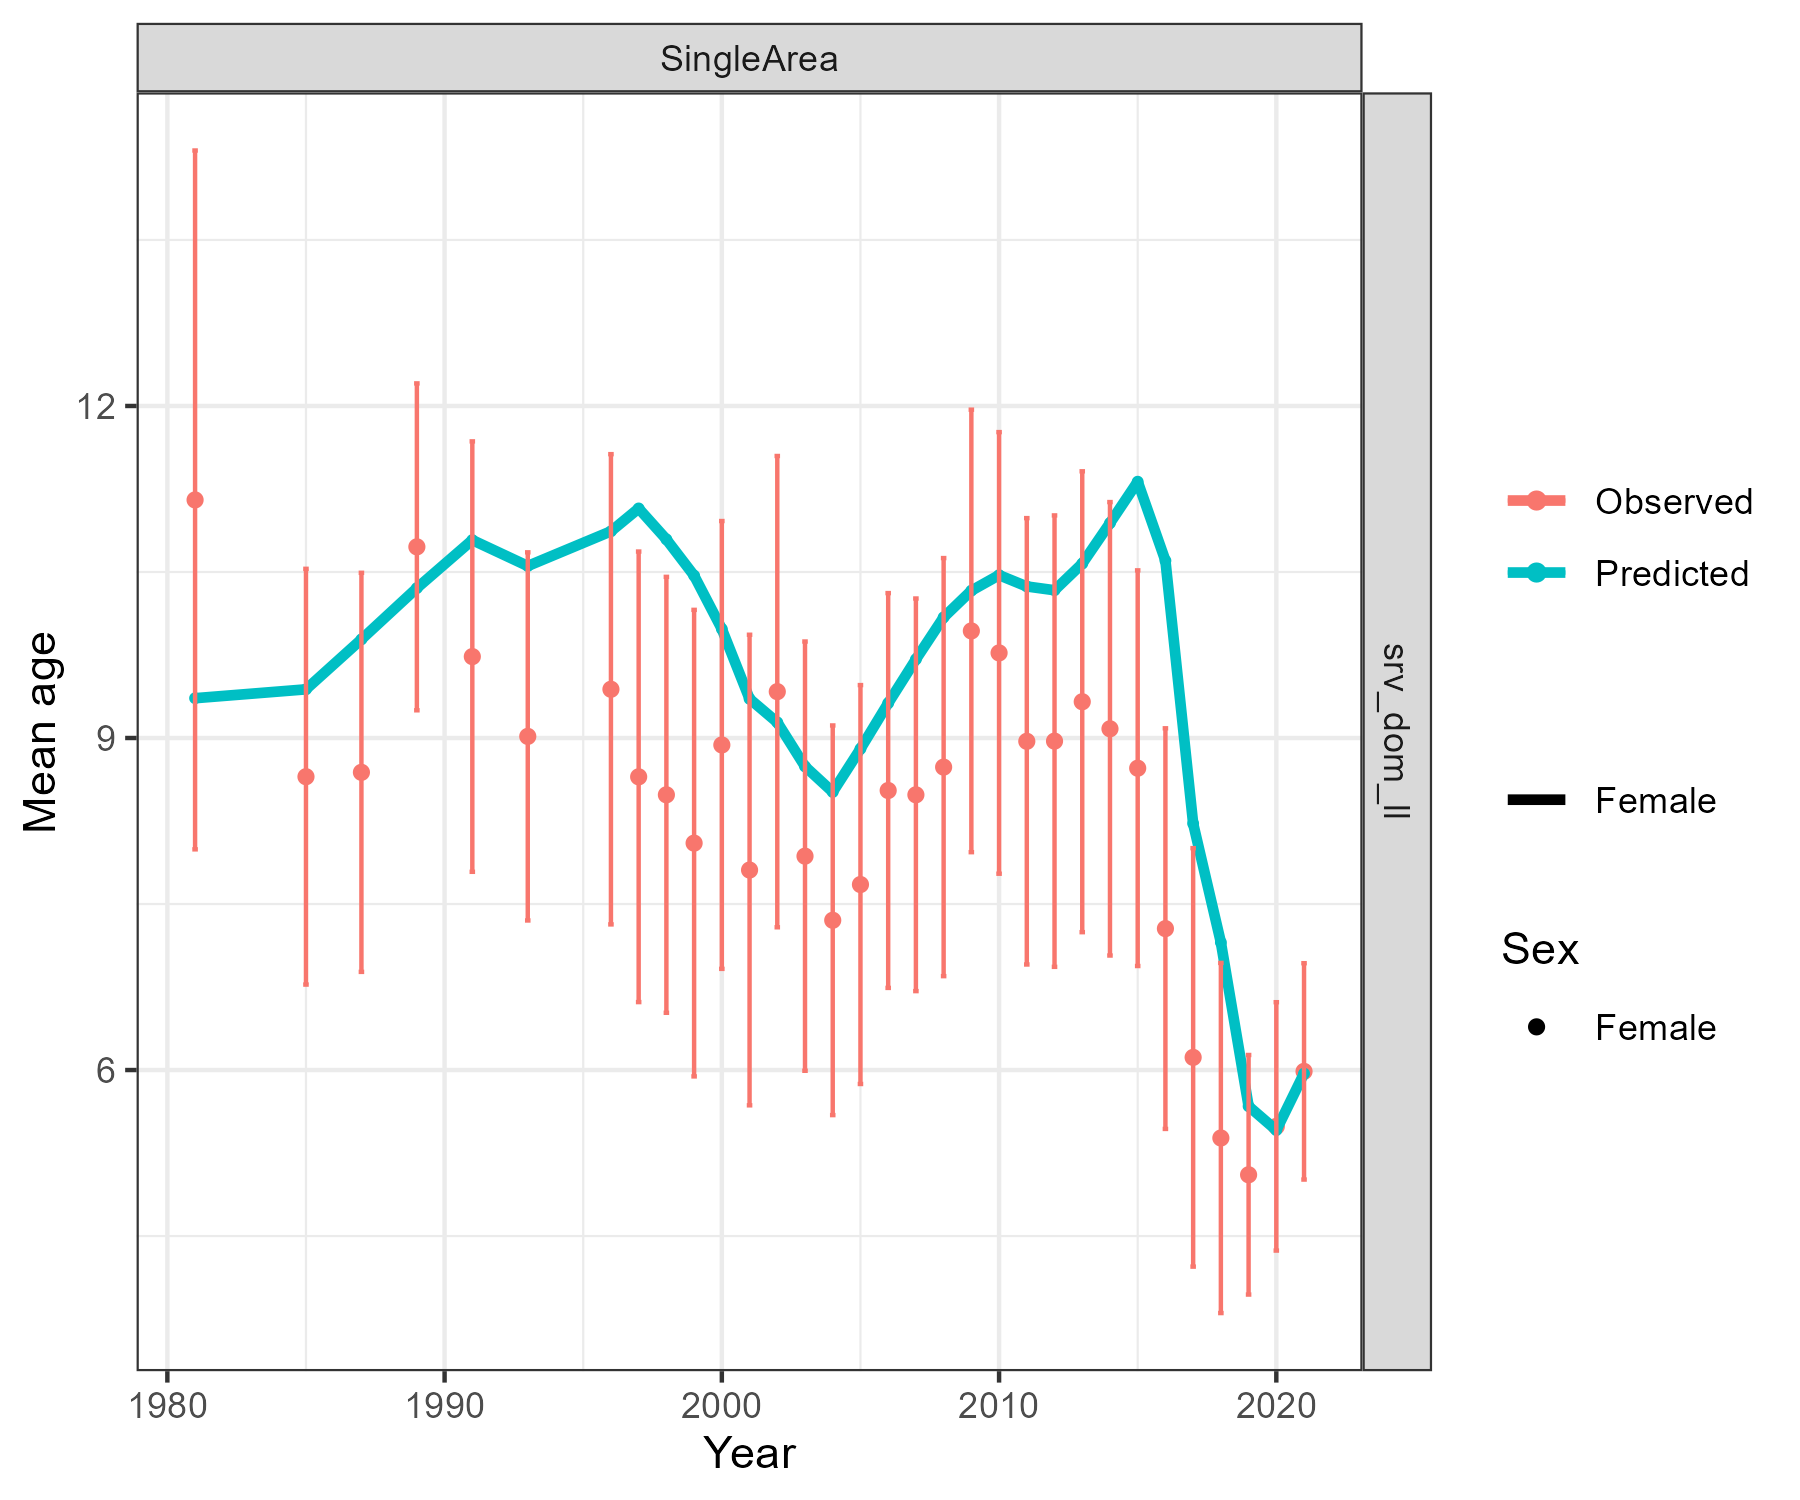 SingleArea
srv_dom_ll
Mean age
12
9
6
1980
1990
2000
2010
2020
Year
Observed
Predicted
Female
Sex
Female